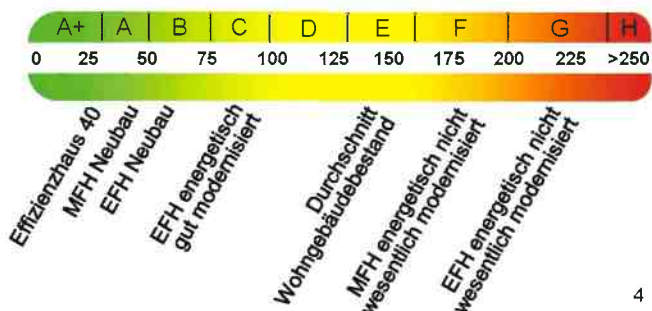 A+ A B C D E F G H
0 25 50 75 100 125 150 175 200 225 >250
Effizienzhaus 40
MFH Neubau
EFH Neubau
EFH energetisch
gut modernisiert
Durchschnitt
Wohngebäudebestand
MFH energetisch nicht
wesentlich modernisiert
EFH energetisch nicht
wesentlich modernisiert
4